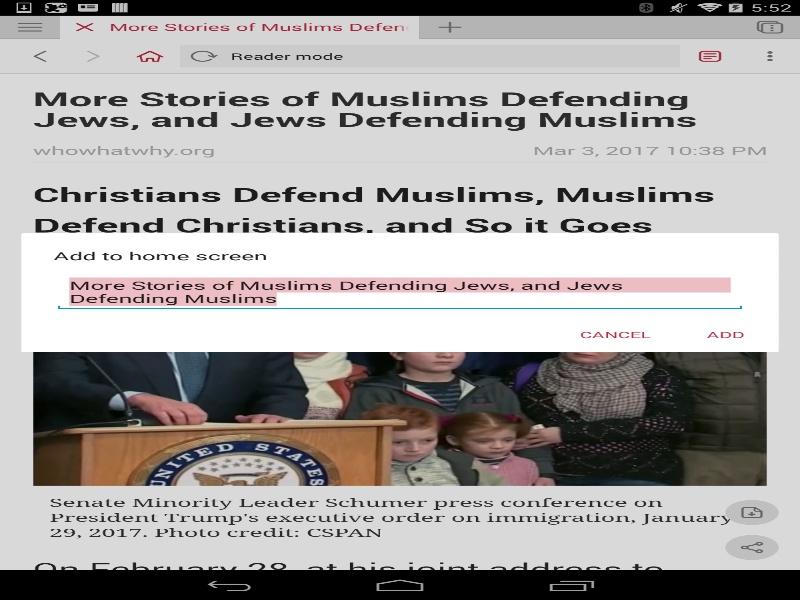 5:52
More Stories of Muslims Defen
Reader mode
More Stories of Muslims Defending
Jews, and Jews Defending Muslims
whowhatwhy.org
Mar 3, 2017 10:38 PM
Christians Defend Muslims, Muslims
Defend Christians, and So it Goes
Add to home screen
More Stories of Muslims Defending Jews, and Jews
Defending Muslims
CANCEL
ADD
UNITED STATES
Senate Minority Leader Schumer press conference on
President Trump's executive order on immigration, January
29, 2017. Photo credit: CSPAN
On February 28, at his joint address to